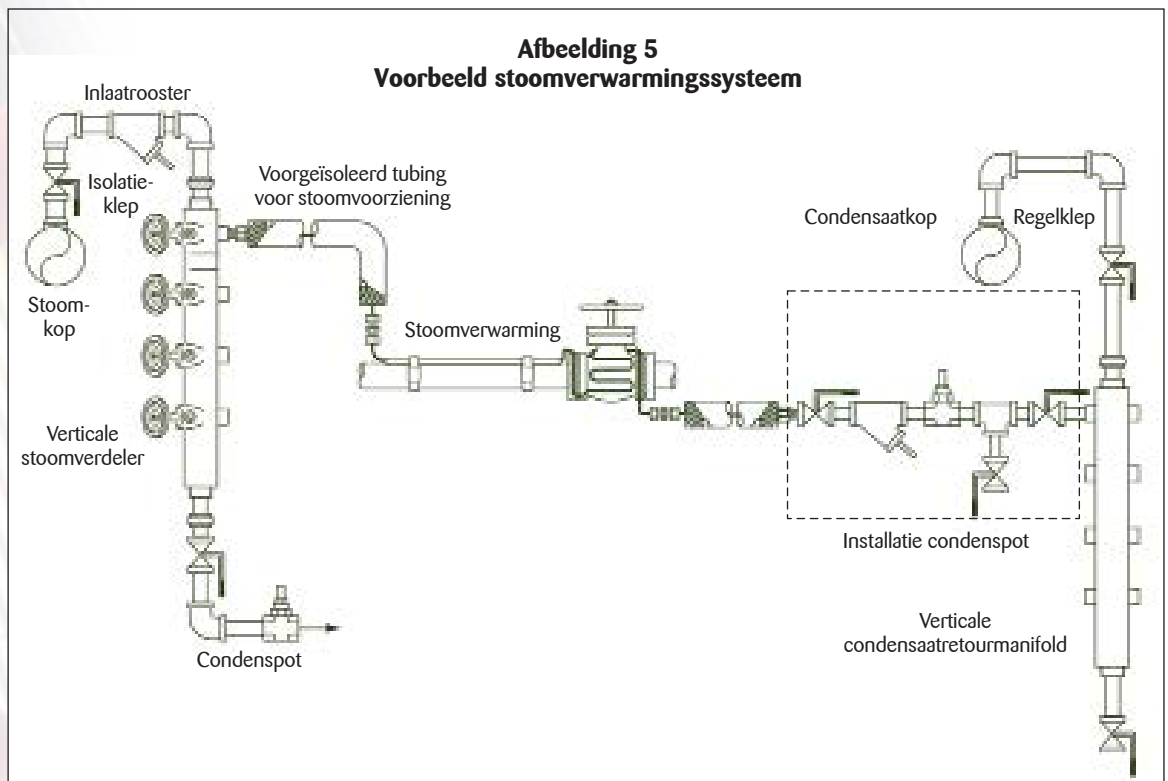 Afbeelding 5
Voorbeeld stoomverwarmingssysteem
Inlaatrooster
Isolatie-
klep
Stoom-
kop
Voorgeïsoleerd tubing
voor stoomvoorziening
Stoomverwarming
Verticale
stoomverdeler
Condenspot
Condensaatkop
Regelklep
Installatie condenspot
Verticale
condensaatretourmanifold